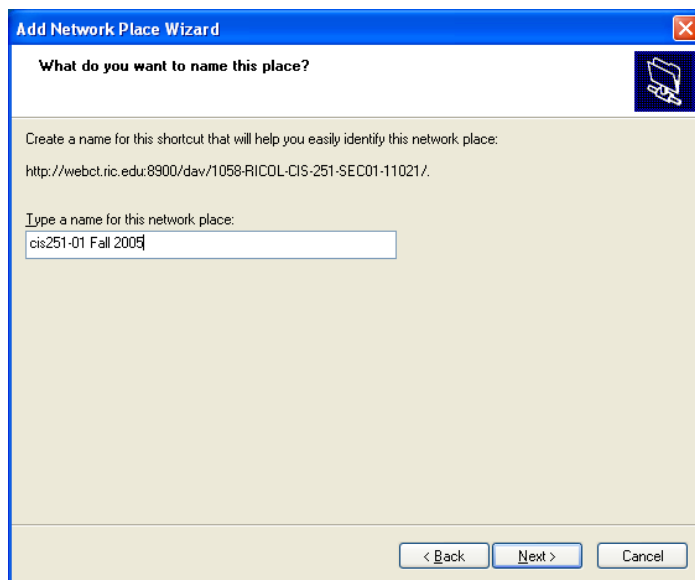 Add Network Place Wizard
What do you want to name this place?
Create a name for this shortcut that will help you easily identify this network place:
http://webct.ric.edu:8900/dav/1058-RICOL-CIS-251-SEC01-11021/.
Type a name for this network place:
cis251-01 Fall 2005
< Back
Next >
Cancel